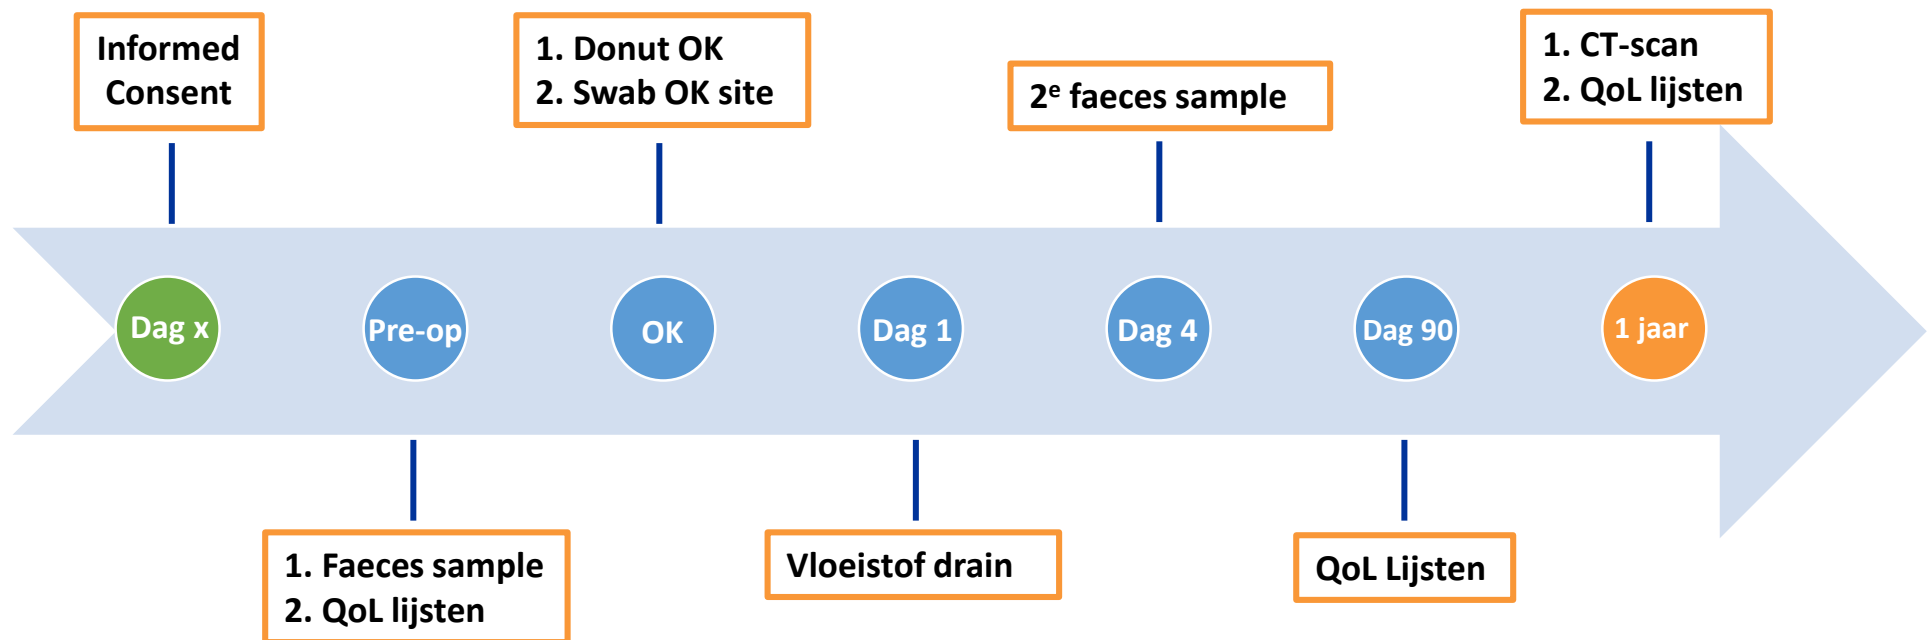 Informed
Consent
1. Donut OK
2. Swab OK site
2e faeces sample
1. CT-scan
2. QoL lijsten
Dag x
Pre-op
OK
Dag 1
Dag 4
Dag 90
1 jaar
1. Faeces sample
2. QoL lijsten
Vloeistof drain
QoL Lijsten